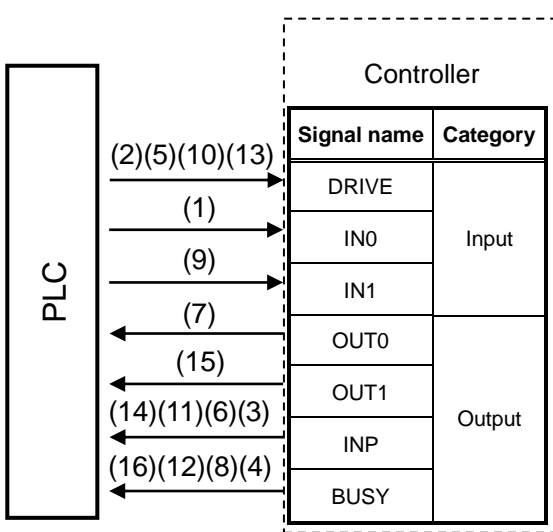 Controller
Signal name Category
(2)(5)(10)(13)
DRIVE
(1)
IN0
Input
(9)
IN1
PLC
(7)
OUT0
(15)
OUT1
Output
(14)(11)(6)(3)
INP
(16)(12)(8)(4)
BUSY